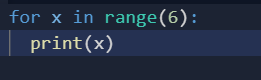 for x in range(6):
  print(x)